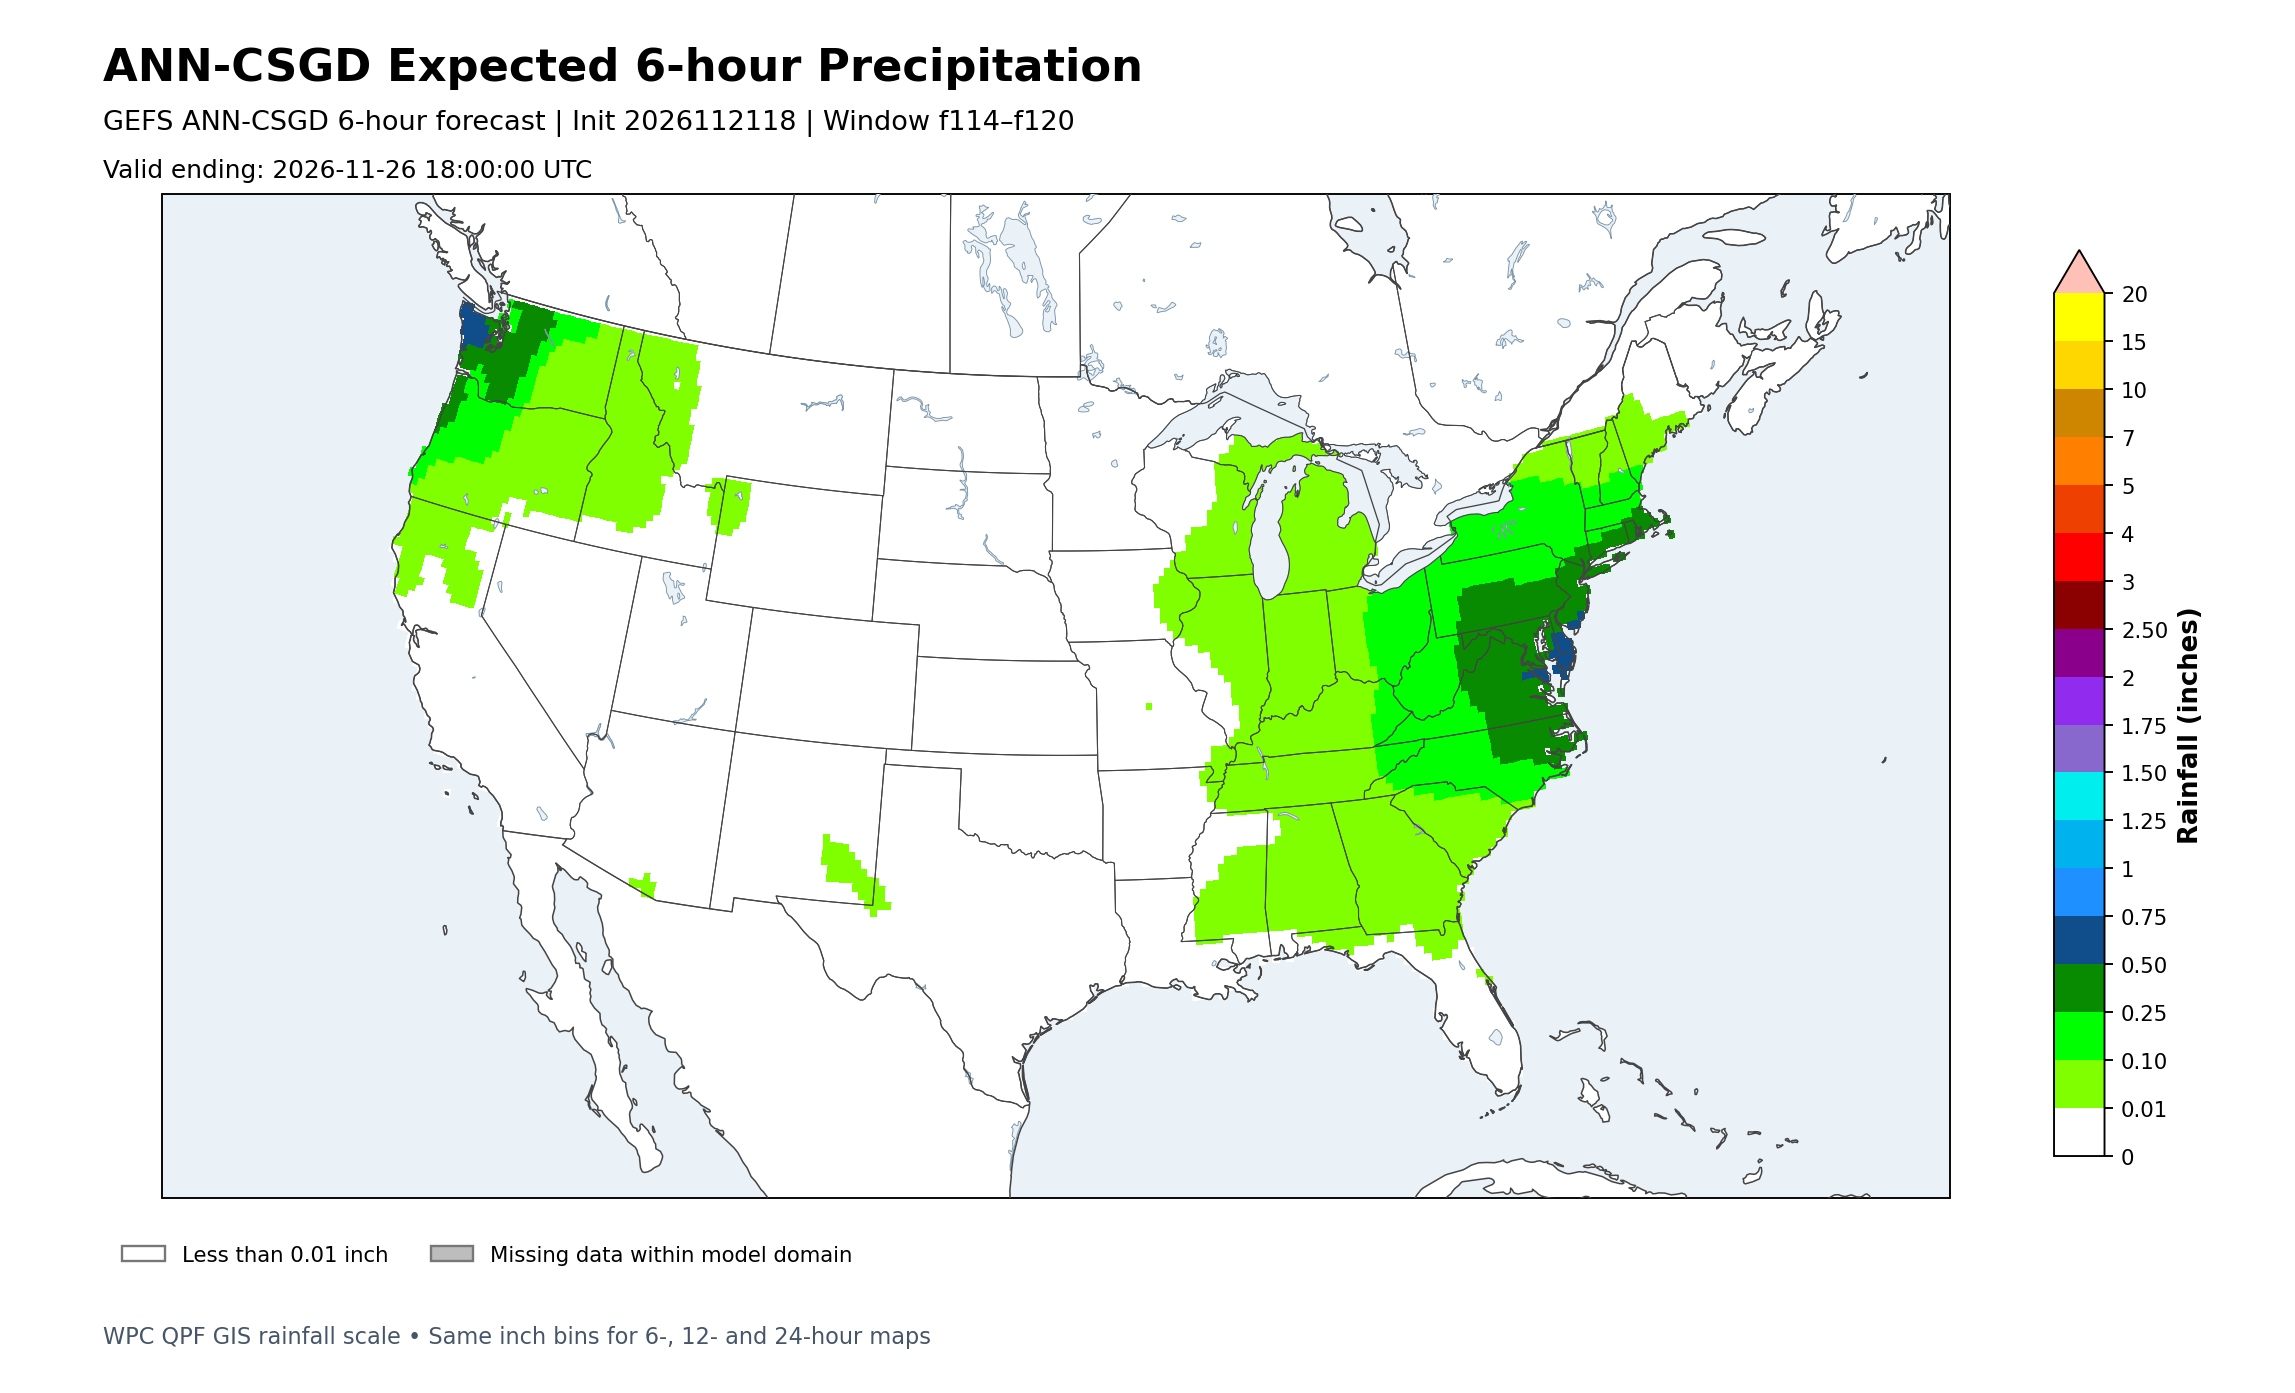 ANN-CSGD Expected 6-hour Precipitation
GEFS ANN-CSGD 6-hour forecast | Init 2026112118 | Window f114–f120
Valid ending: 2026-11-26 18:00:00 UTC
20
15
10
7
5
4
3
2.50
2
1.75
1.50
1.25
1
0.75
0.50
0.25
0.10
0.01
0
Rainfall (inches)
Less than 0.01 inch
Missing data within model domain
WPC QPF GIS rainfall scale • Same inch bins for 6-, 12- and 24-hour maps